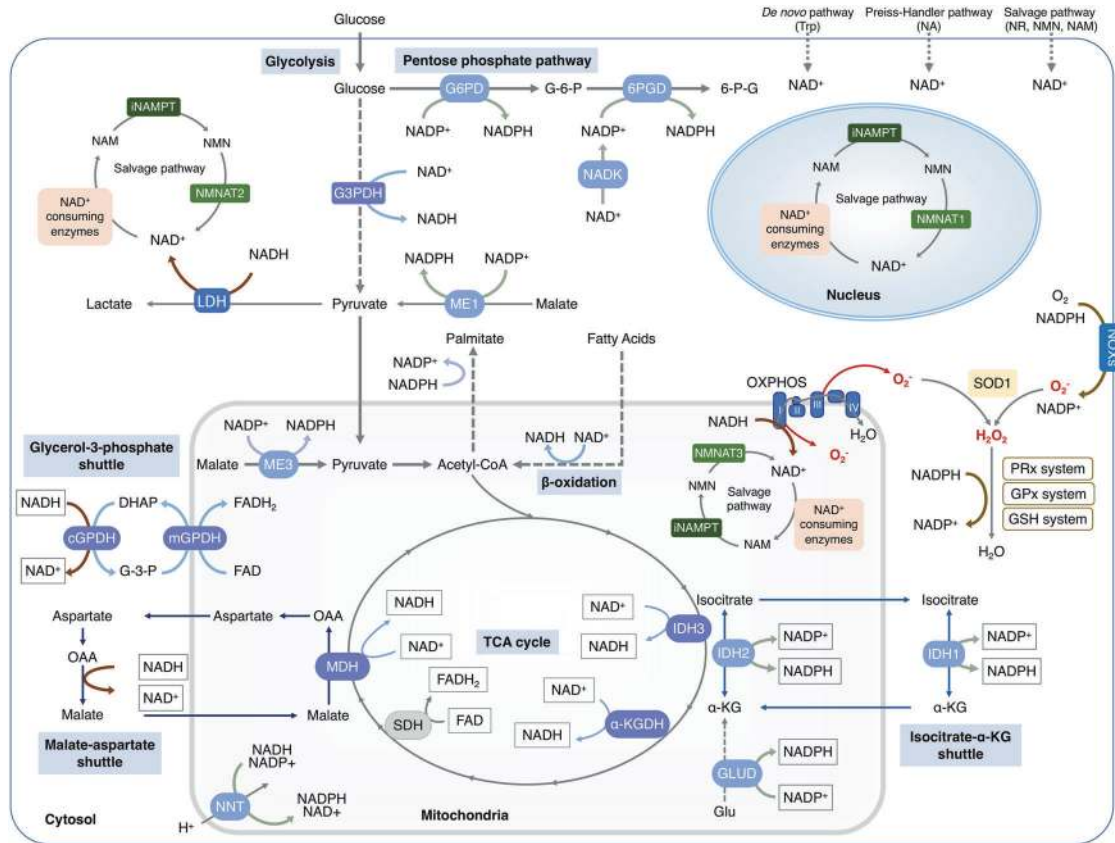 Glucose
De novo pathway
(Trp)
Preiss-Handler pathway
(NA)
Salvage pathway
(NR, NMN, NAM)
Glycolysis
Pentose phosphate pathway
Glucose
G6PD
G-6-P
6PGD
6-P-G
NAD⁺
NAD⁺
NAD⁺
NADP⁺
NADPH
NADP⁺
NADPH
iNAMPT
NAM
NMN
Salvage pathway
NMNAT2
NAD⁺
consuming
enzymes
NAD⁺
NADH
LDH
Lactate
G3PDH
NAD⁺
NADH
NADK
NAD⁺
iNAMPT
NAM
NMN
Salvage pathway
NAD⁺
consuming
enzymes
NMNAT1
NAD⁺
Nucleus
NADPH
NADP⁺
Pyruvate
ME1
Malate
O₂
NADPH
NOXs
Palmitate
Fatty Acids
NADP⁺
NADPH
OXPHOS
I
II
III
IV
O₂⁻
SOD1
O₂⁻
NADP⁺
NADH
H₂O
O₂⁻
H₂O₂
Glycerol-3-phosphate
shuttle
NADP⁺
NADPH
Malate
ME3
Pyruvate
Acetyl-CoA
NADH
NAD⁺
β-oxidation
NMNAT3
NAD⁺
NMN
Salvage
pathway
iNAMPT
NAM
NAD⁺
consuming
enzymes
NADPH
NADP⁺
PRx system
GPx system
GSH system
H₂O
NADH
DHAP
FADH₂
cGPDH
mGPDH
NAD⁺
G-3-P
FAD
Aspartate
Aspartate
OAA
NADH
NAD⁺
MDH
OAA
NADH
NAD⁺
Malate
Malate
Malate-aspartate
shuttle
TCA cycle
NAD⁺
NADH
IDH3
FADH₂
SDH
FAD
NAD⁺
NADH
α-KGDH
Isocitrate
Isocitrate
IDH2
NADP⁺
NADPH
IDH1
NADP⁺
NADPH
α-KG
α-KG
Isocitrate-α-KG
shuttle
GLUD
NADPH
NADP⁺
Glu
NADH
NADP+
NNT
NADPH
NAD+
H⁺
Cytosol
Mitochondria